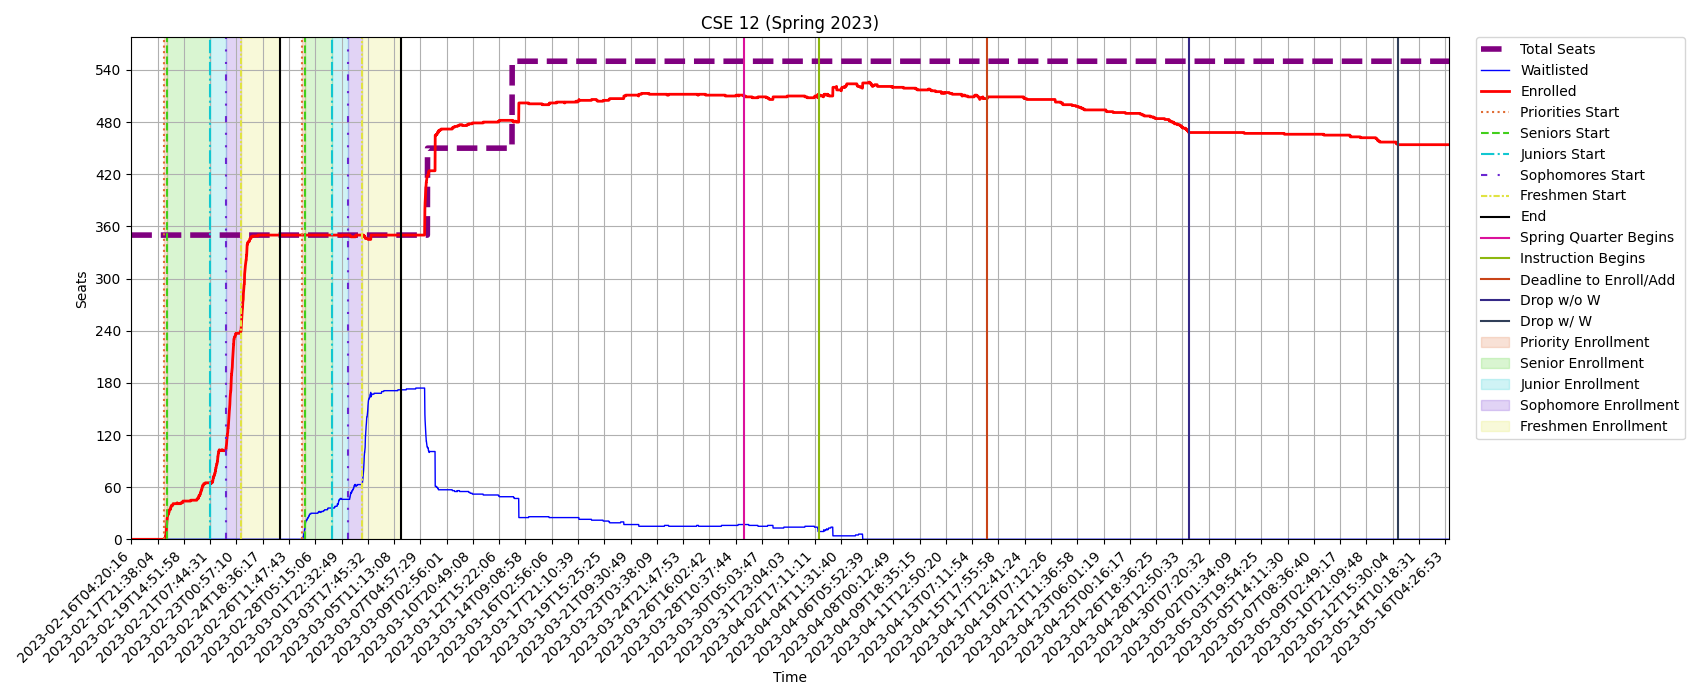 CSE 12 (Spring 2023)
Seats
540
480
420
360
300
240
180
120
60
0
2023-02-16T04:20:16
2023-02-17T21:38:04
2023-02-19T14:51:58
2023-02-21T07:44:31
2023-02-23T00:57:10
2023-02-24T18:36:17
2023-02-26T11:47:43
2023-02-28T05:15:06
2023-03-01T22:32:49
2023-03-03T17:45:32
2023-03-05T11:13:08
2023-03-07T04:57:29
2023-03-09T02:56:01
2023-03-10T20:49:08
2023-03-12T15:22:06
2023-03-14T09:08:58
2023-03-16T02:56:06
2023-03-17T21:10:39
2023-03-19T15:25:25
2023-03-21T09:30:49
2023-03-23T03:38:09
2023-03-24T21:47:53
2023-03-26T16:02:42
2023-03-28T10:37:44
2023-03-30T05:03:47
2023-03-31T23:04:03
2023-04-02T17:11:11
2023-04-04T11:31:40
2023-04-06T05:52:39
2023-04-08T00:12:49
2023-04-09T18:35:15
2023-04-11T12:50:20
2023-04-13T07:11:54
2023-04-15T17:55:58
2023-04-17T12:41:24
2023-04-19T07:12:26
2023-04-21T11:36:58
2023-04-23T06:01:19
2023-04-25T00:16:17
2023-04-26T18:36:25
2023-04-28T12:50:33
2023-04-30T07:20:32
2023-05-02T01:34:09
2023-05-03T19:54:25
2023-05-05T14:11:30
2023-05-07T08:36:40
2023-05-09T02:49:17
2023-05-10T21:09:48
2023-05-12T15:30:04
2023-05-14T10:18:31
2023-05-16T04:26:53
Time
Total Seats
Waitlisted
Enrolled
Priorities Start
Seniors Start
Juniors Start
Sophomores Start
Freshmen Start
End
Spring Quarter Begins
Instruction Begins
Deadline to Enroll/Add
Drop w/o W
Drop w/ W
Priority Enrollment
Senior Enrollment
Junior Enrollment
Sophomore Enrollment
Freshmen Enrollment